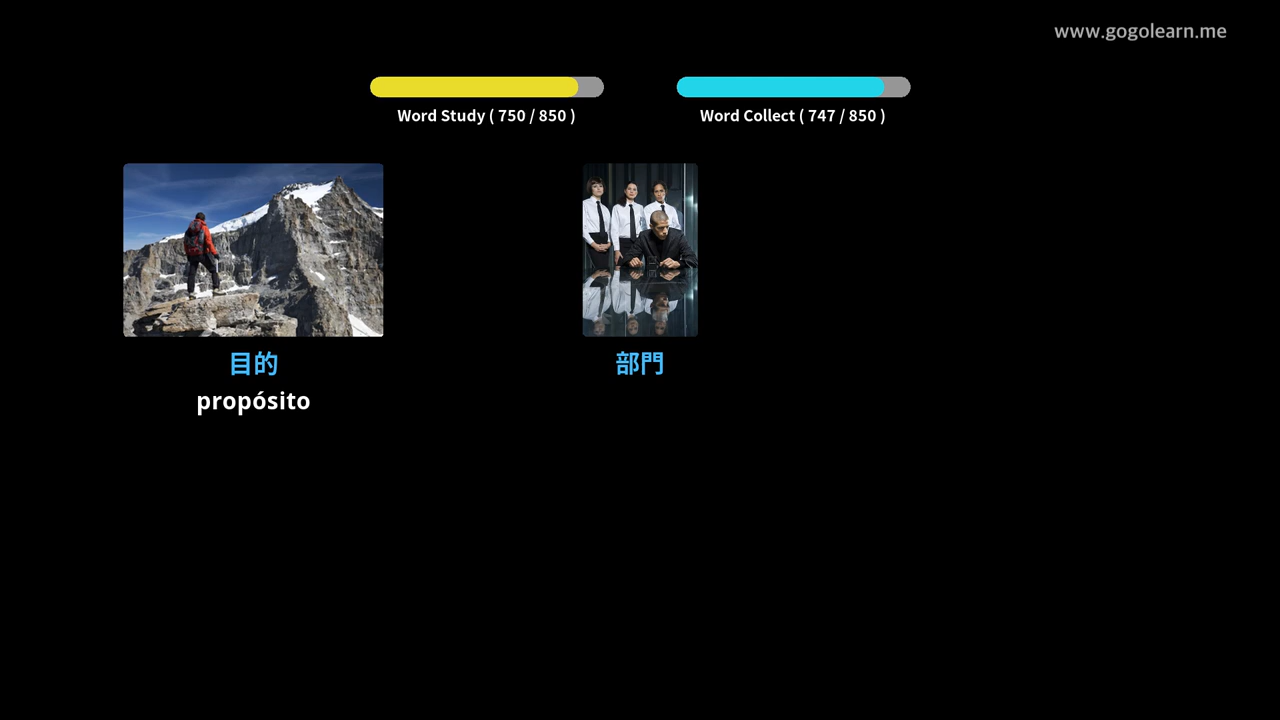 www.gogolearn.me
Word Study ( 750 / 850 )
Word Collect ( 747 / 850 )
目的
propósito
部門